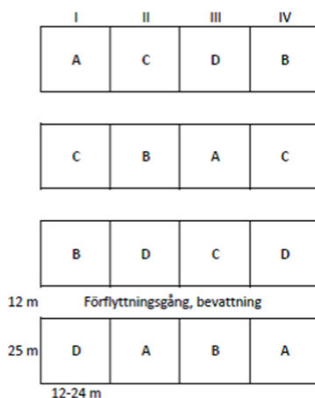 I II III IV
A C D B
C B A C
B D C D
12 m Förflyttningsgång, bevattning
25 m D A B A
12-24 m